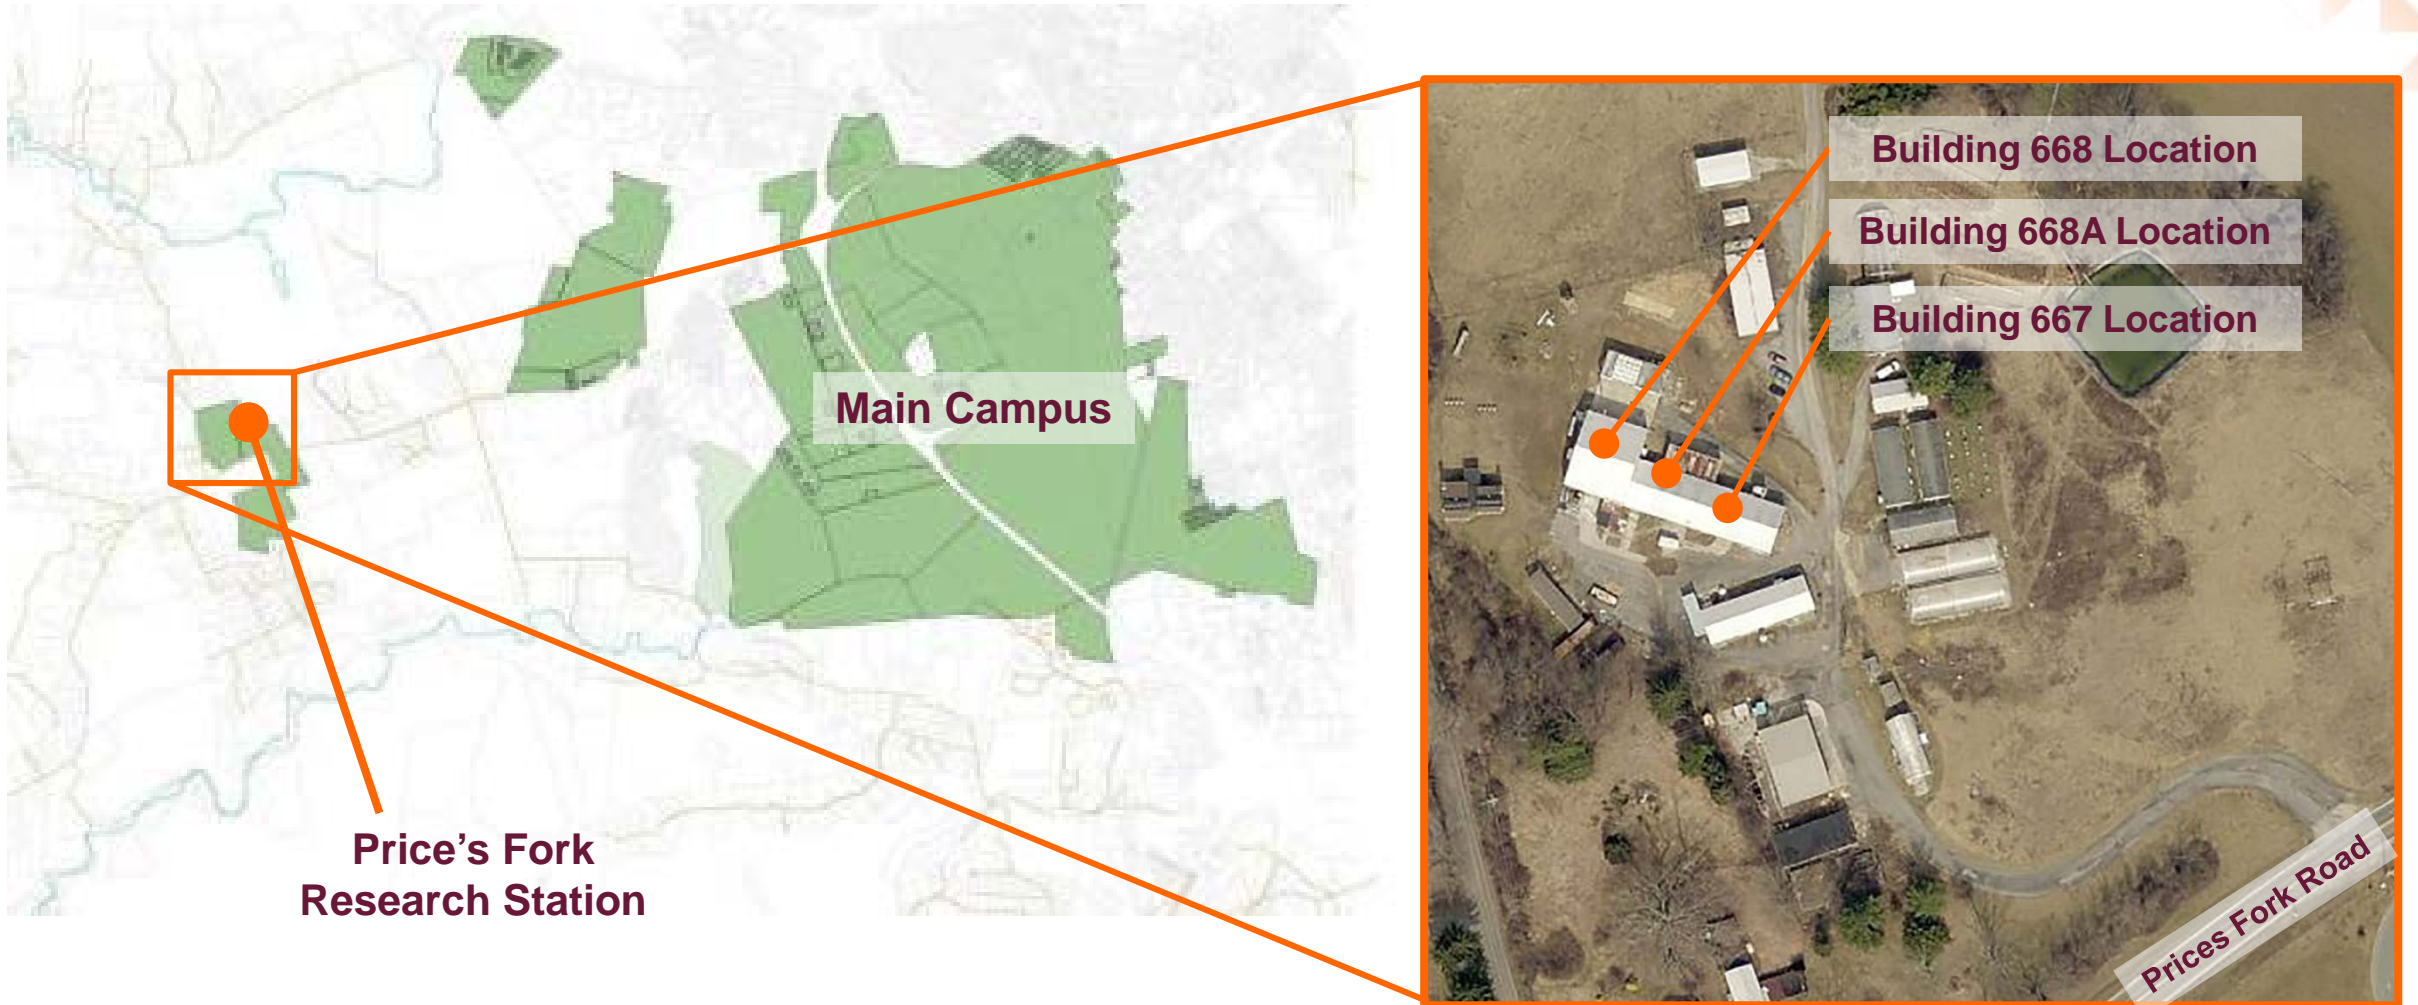 Main Campus
Price’s Fork
Research Station
Building 668 Location
Building 668A Location
Building 667 Location
Prices Fork Road